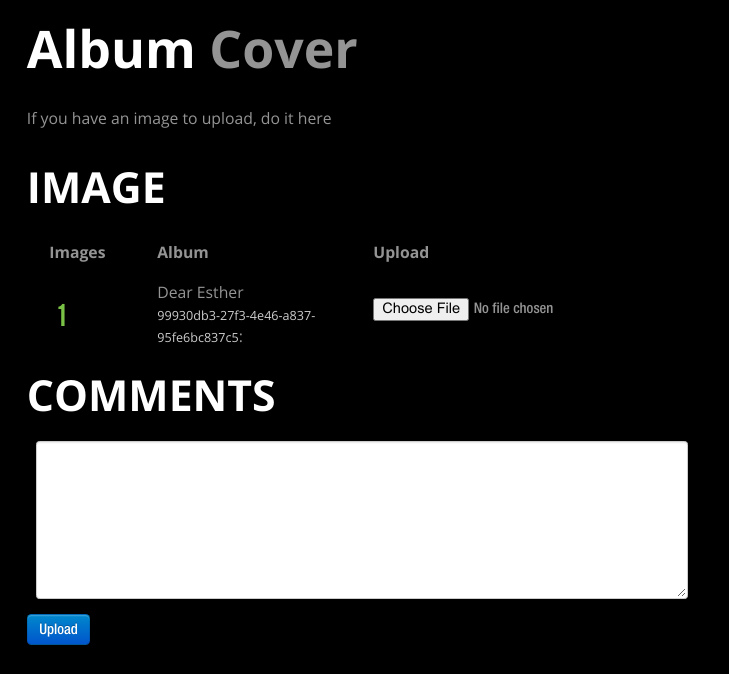 Album Cover
If you have an image to upload, do it here
IMAGE
Images Album Upload
Dear Esther
1 99930db3-27f3-4e46-a837- Choose File No file chosen
95fe6bc837c5:
COMMENTS
Upload